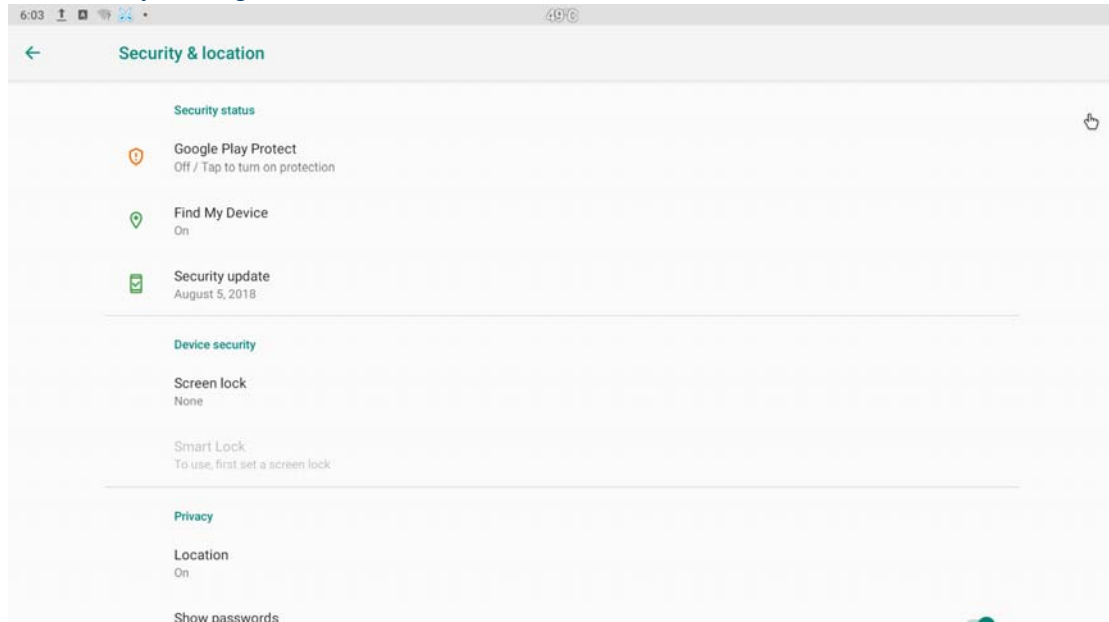 6:03
49°C
Security & location
Security status
Google Play Protect
Off / Tap to turn on protection
Find My Device
On
Security update
August 5, 2018
Device security
Screen lock
None
Smart Lock
To use, first set a screen lock
Privacy
Location
On
Show passwords